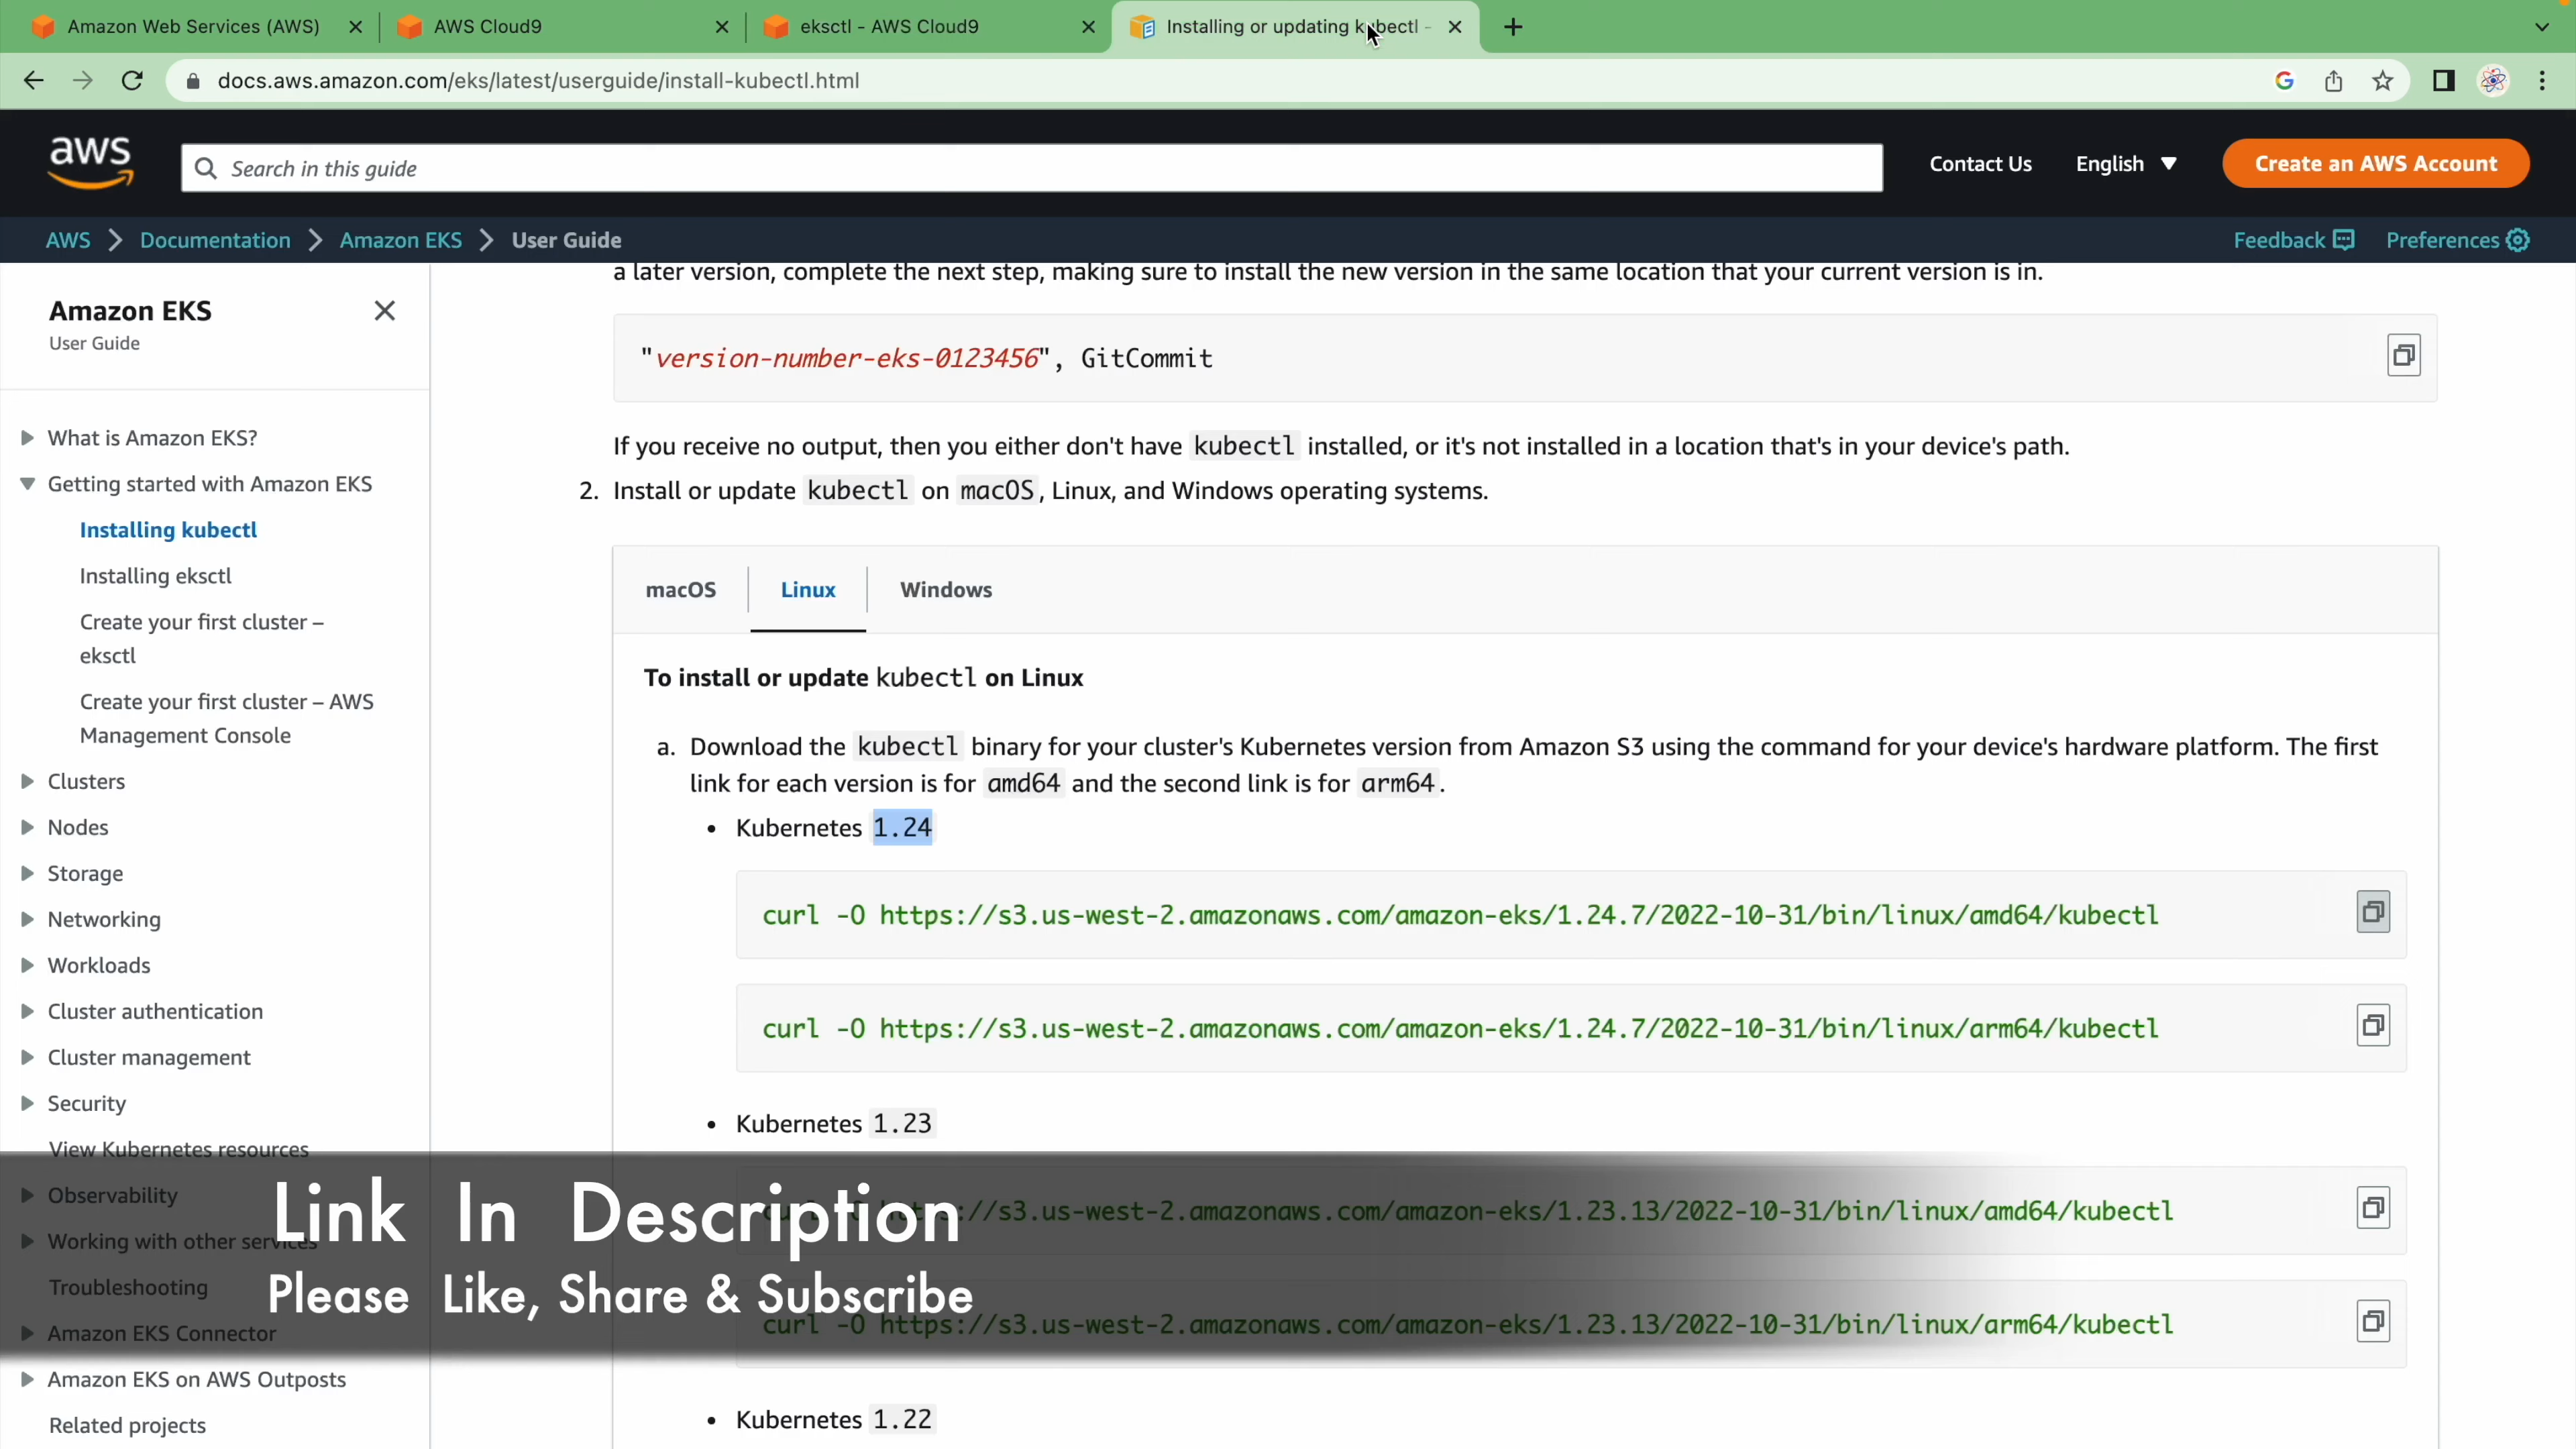 Amazon Web Services (AWS)
AWS Cloud9
eksctl - AWS Cloud9
Installing or updating kubectl -
docs.aws.amazon.com/eks/latest/userguide/install-kubectl.html
aws
Search in this guide
Contact Us
English
Create an AWS Account
AWS > Documentation > Amazon EKS > User Guide
Feedback
Preferences
Amazon EKS
User Guide
What is Amazon EKS?
Getting started with Amazon EKS
Installing kubectl
Installing eksctl
Create your first cluster –
eksctl
Create your first cluster – AWS
Management Console
Clusters
Nodes
Storage
Networking
Workloads
Cluster authentication
Cluster management
Security
View Kubernetes resources
Observability
Working with other services
Troubleshooting
Amazon EKS Connector
Amazon EKS on AWS Outposts
Related projects
a later version, complete the next step, making sure to install the new version in the same location that your current version is in.
"version-number-eks-0123456", GitCommit
If you receive no output, then you either don't have kubectl installed, or it's not installed in a location that's in your device's path.
2. Install or update kubectl on macOS, Linux, and Windows operating systems.
macOS
Linux
Windows
To install or update kubectl on Linux
a. Download the kubectl binary for your cluster's Kubernetes version from Amazon S3 using the command for your device's hardware platform. The first
link for each version is for amd64 and the second link is for arm64.
• Kubernetes 1.24
curl -O https://s3.us-west-2.amazonaws.com/amazon-eks/1.24.7/2022-10-31/bin/linux/amd64/kubectl
curl -O https://s3.us-west-2.amazonaws.com/amazon-eks/1.24.7/2022-10-31/bin/linux/arm64/kubectl
• Kubernetes 1.23
://s3.us-west-2.amazonaws.com/amazon-eks/1.23.13/2022-10-31/bin/linux/amd64/kubectl
curl -O https://s3.us-west-2.amazonaws.com/amazon-eks/1.23.13/2022-10-31/bin/linux/arm64/kubectl
• Kubernetes 1.22
Link In Description
Please Like, Share & Subscribe